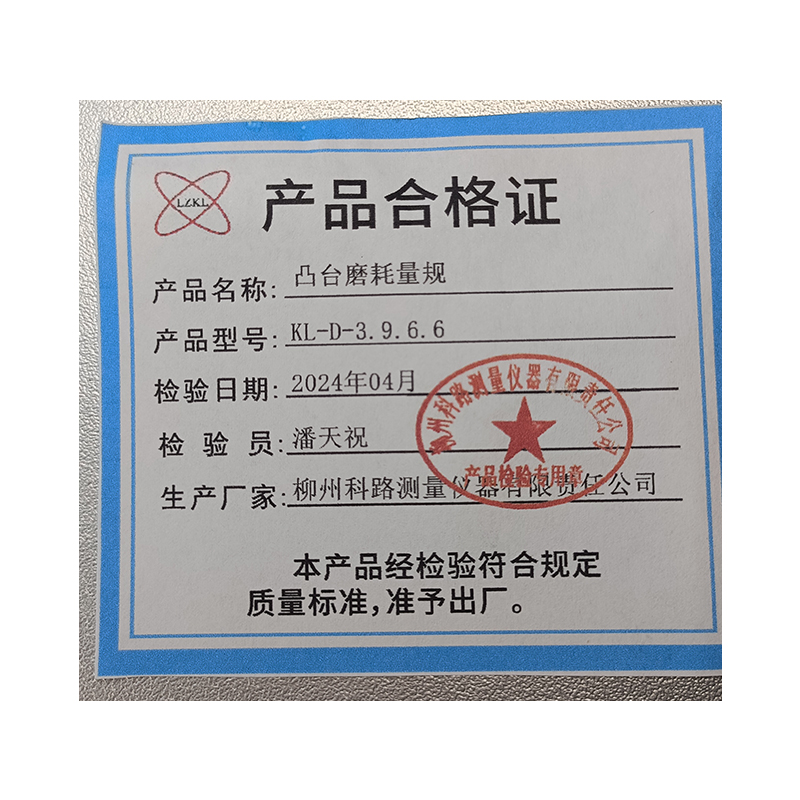 LZKL
产品合格证
产品名称: 凸台磨耗量规
产品型号: KL-D-3.9.6.6
检验日期: 2024年04月
检 验 员: 潘天祝
生产厂家: 柳州科路测量仪器有限责任公司
柳州科路测量仪器有限责任公司
产品检验专用章
本产品经检验符合规定
质量标准,准予出厂。